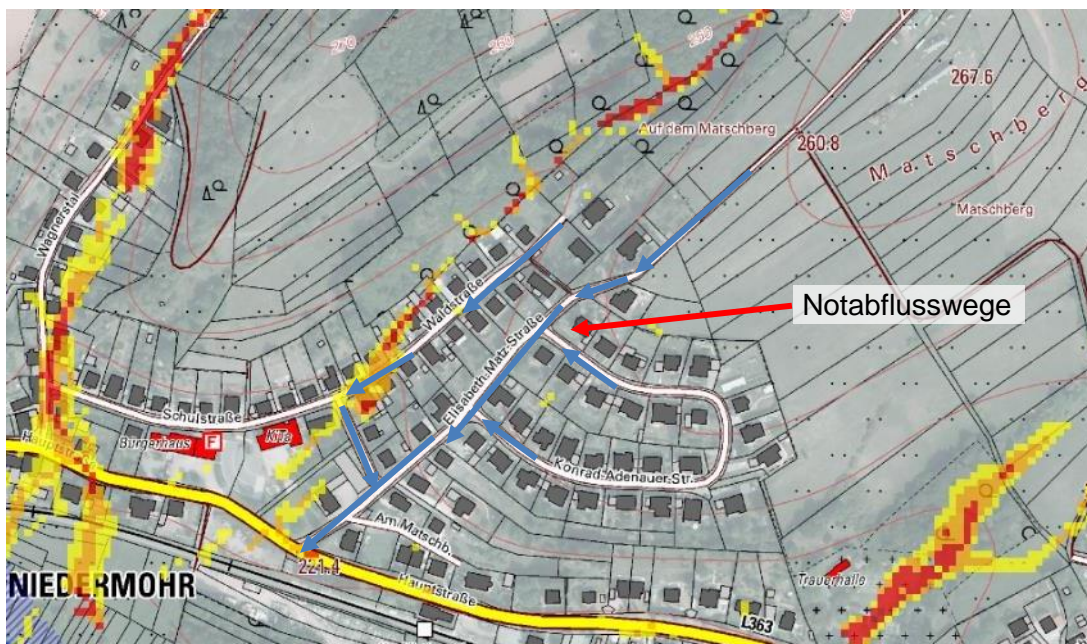 270
260
250
267.6
Auf dem Matschberg
260.8
Matschberg
Matschberg
Wagnerstal
Waldstraße
Notabflusswege
Elisabeth-Matz-Straße
Schulstraße
Bürgerhaus
F
KiTa
Hauptstraße
Konrad-Adenauer-Str.
Am Matschb.
221.4
NIEDERMOHR
Hauptstraße
Trauerhalle
L363